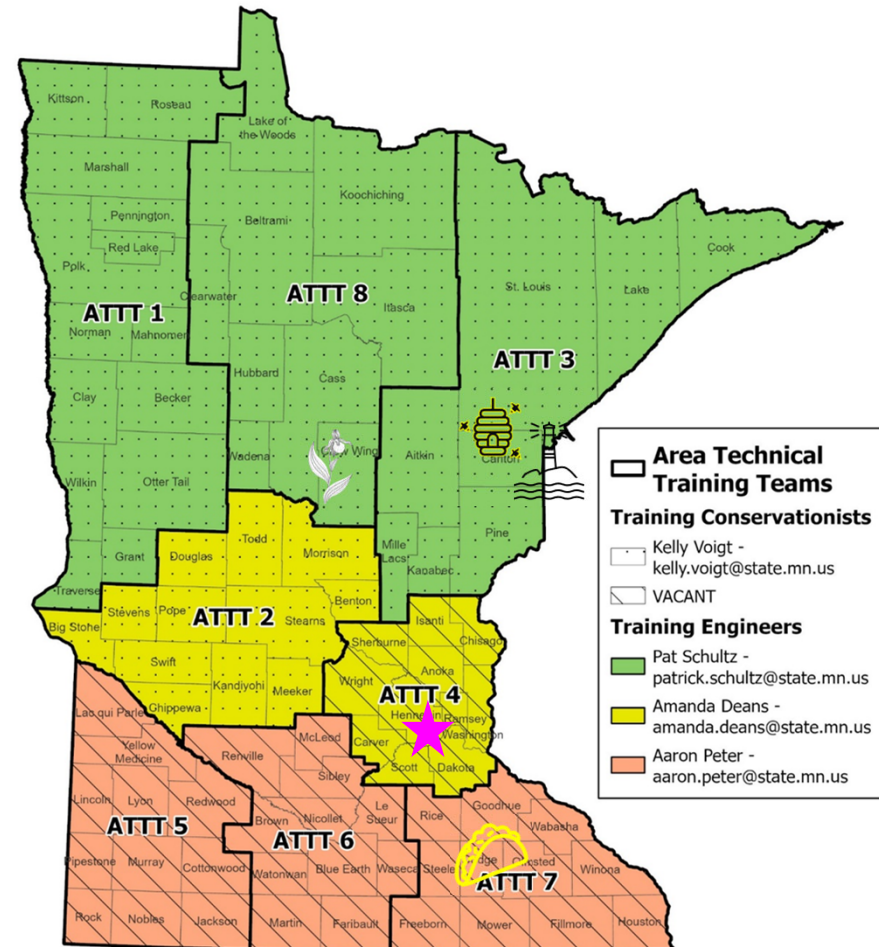 Kittson
Roseau
Lake of
the Woods
Marshall
Koochiching
Pennington
Beltrami
Red Lake
Cook
Polk
Clearwater
ATTT 8
St. Louis
Lake
ATTT 1
Itasca
Norman
Mahnomen
ATTT 3
Hubbard
Cass
Clay
Becker
Wadena
Wing
Aitkin
Carlton
Otter Tail
Wilkin
Pine
Mille
Lacs
Todd
Grant
Douglas
Morrison
Kanabec
Traverse
Benton
Stevens
Pope
ATTT 2
Stearns
Isanti
Big Stone
Sherburne
Chisago
Swift
Anoka
Kandiyohi
Meeker
Wright
ATTT 4
Chippewa
Lac qui Parle
Hennepin
Ramsey
McLeod
Carver
Washington
Yellow
Medicine
Renville
Scott
Dakota
Sibley
Lincoln
Lyon
Redwood
Le
Sueur
Rice
Goodhue
Brown
Nicollet
Wabasha
ATTT 5
ATTT 6
Pipestone
Murray
Cottonwood
Watonwan
Blue Earth
Waseca
Steele
Winona
ATTT 7
Rock
Nobles
Jackson
Martin
Faribault
Freeborn
Mower
Fillmore
Houston
Area Technical
Training Teams
Training Conservationists
Kelly Voigt -
kelly.voigt@state.mn.us
VACANT
Training Engineers
Pat Schultz -
patrick.schultz@state.mn.us
Amanda Deans -
amanda.deans@state.mn.us
Aaron Peter -
aaron.peter@state.mn.us